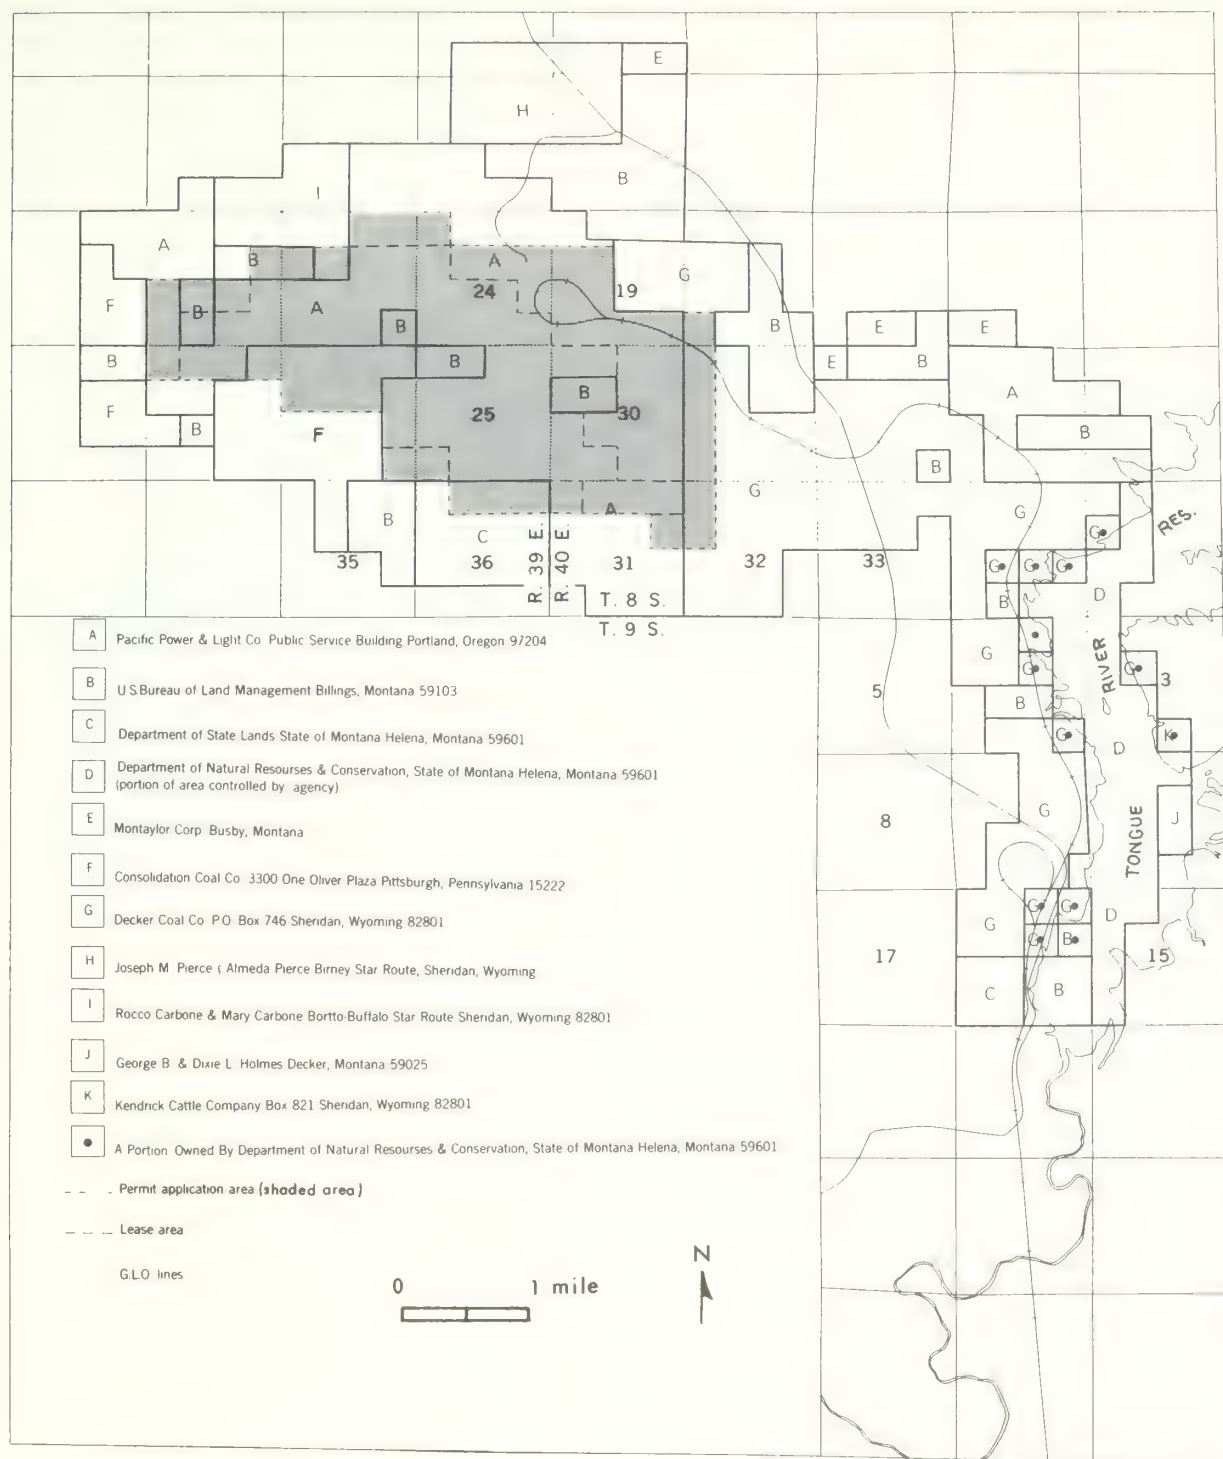 E
H
B
I
A
B
A
G
24
19
F
B
A
B
B
E
E
B
B
E
B
A
F
B
25
B
30
F
B
B
G
B
A
B
C
G
G
RES.
35
36
R. 39 E.
R. 40 E.
31
32
33
G
G
G
B
D
T. 8 S.
T. 9 S.
G
G
RIVER
G
3
5
B
G
D
K
8
G
J
TONGUE
G
G
D
G
G
B
17
15
C
B
A Pacific Power & Light Co Public Service Building Portland, Oregon 97204
B U S Bureau of Land Management Billings, Montana 59103
C Department of State Lands State of Montana Helena, Montana 59601
D Department of Natural Resourses & Conservation, State of Montana Helena, Montana 59601
(portion of area controlled by agency)
E Montaylor Corp Busby, Montana
F Consolidation Coal Co 3300 One Oliver Plaza Pittsburgh, Pennsylvania 15222
G Decker Coal Co P O Box 746 Sheridan, Wyoming 82801
H Joseph M Pierce & Almeda Pierce Birney Star Route, Sheridan, Wyoming
I Rocco Carbone & Mary Carbone Bortto-Buffalo Star Route Sheridan, Wyoming 82801
J George B & Dixie L Holmes Decker, Montana 59025
K Kendrick Cattle Company Box 821 Sheridan, Wyoming 82801
A Portion Owned By Department of Natural Resourses & Conservation, State of Montana Helena, Montana 59601
Permit application area (shaded area)
Lease area
G.L.O lines
0 1 mile
N